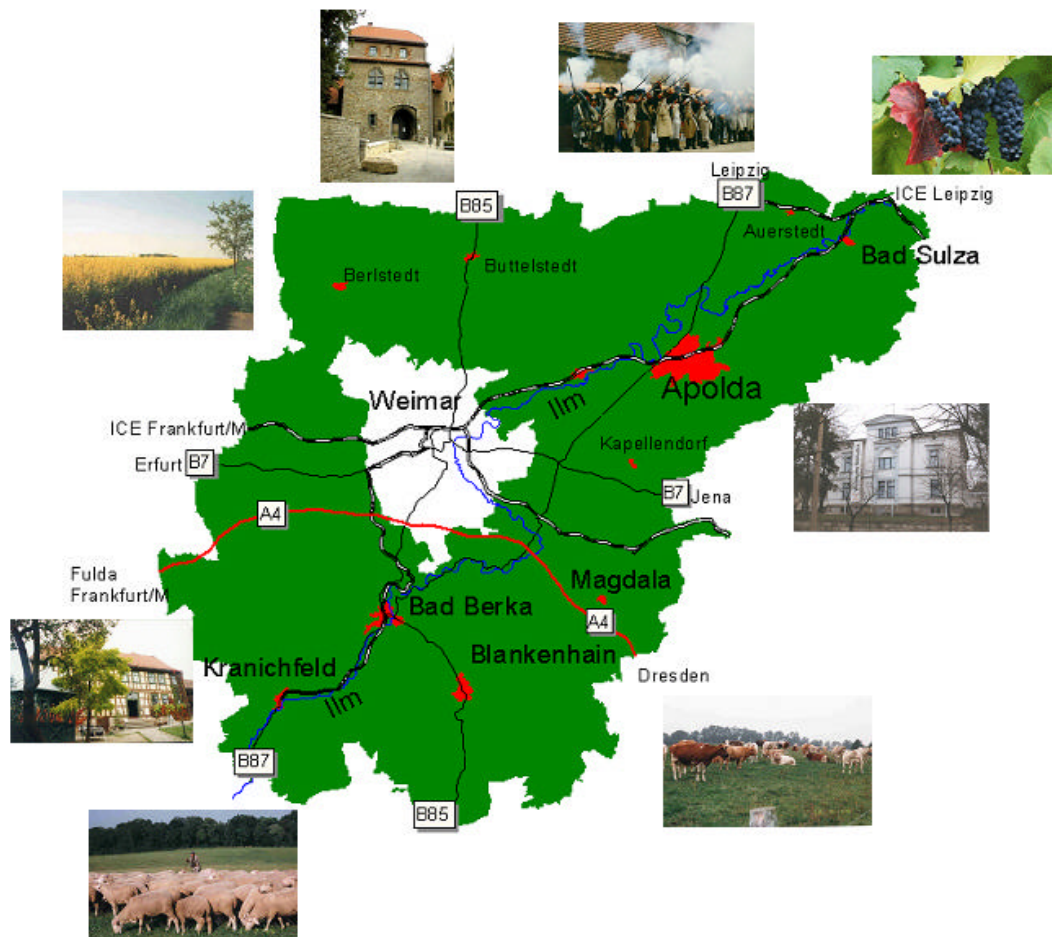 Leipzig
B87
ICE Leipzig
B85
Auerstedt
Bad Sulza
Buttelstedt
Berlstedt
Ilm
Apolda
Weimar
ICE Frankfurt/M
Kapellendorf
Erfurt
B7
B7
Jena
A4
Fulda
Frankfurt/M
Magdala
Bad Berka
A4
Blankenhain
Kranichfeld
Dresden
Ilm
B87
B85